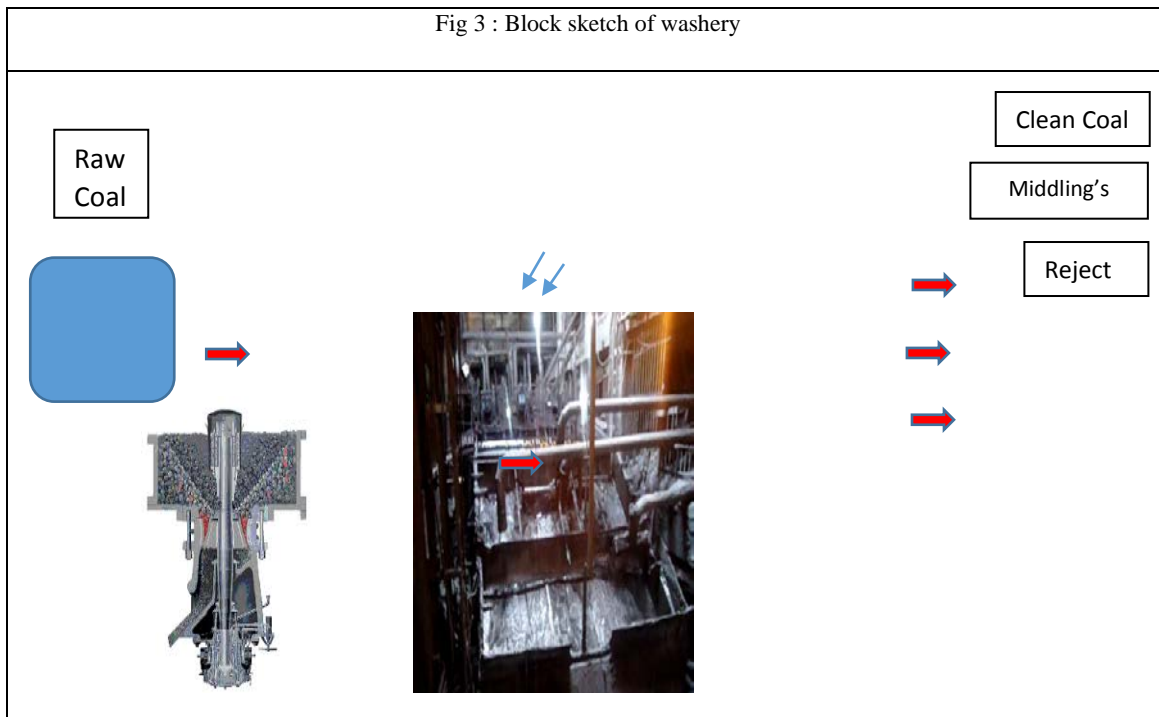 Fig 3 : Block sketch of washery
Raw
Coal
Clean Coal
Middling's
Reject